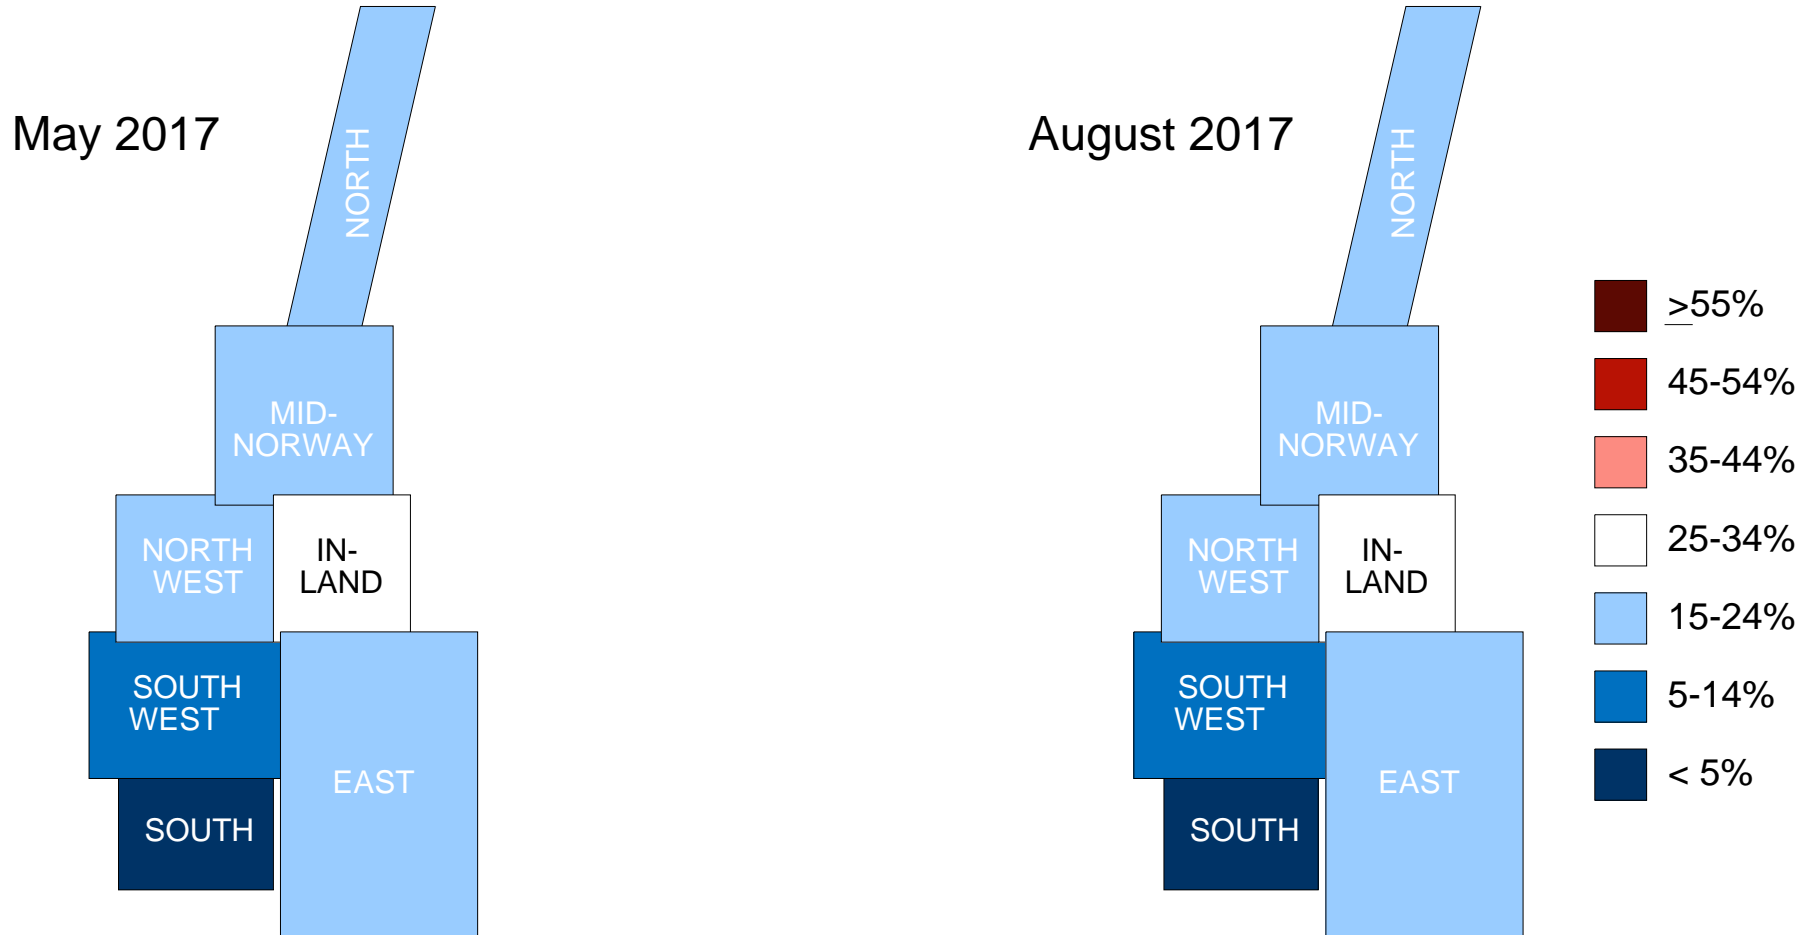 May 2017
NORTH
MID-
NORWAY
NORTH
WEST
IN-
LAND
SOUTH
WEST
EAST
SOUTH
August 2017
NORTH
MID-
NORWAY
NORTH
WEST
IN-
LAND
SOUTH
WEST
EAST
SOUTH
≥55%
45-54%
35-44%
25-34%
15-24%
5-14%
< 5%